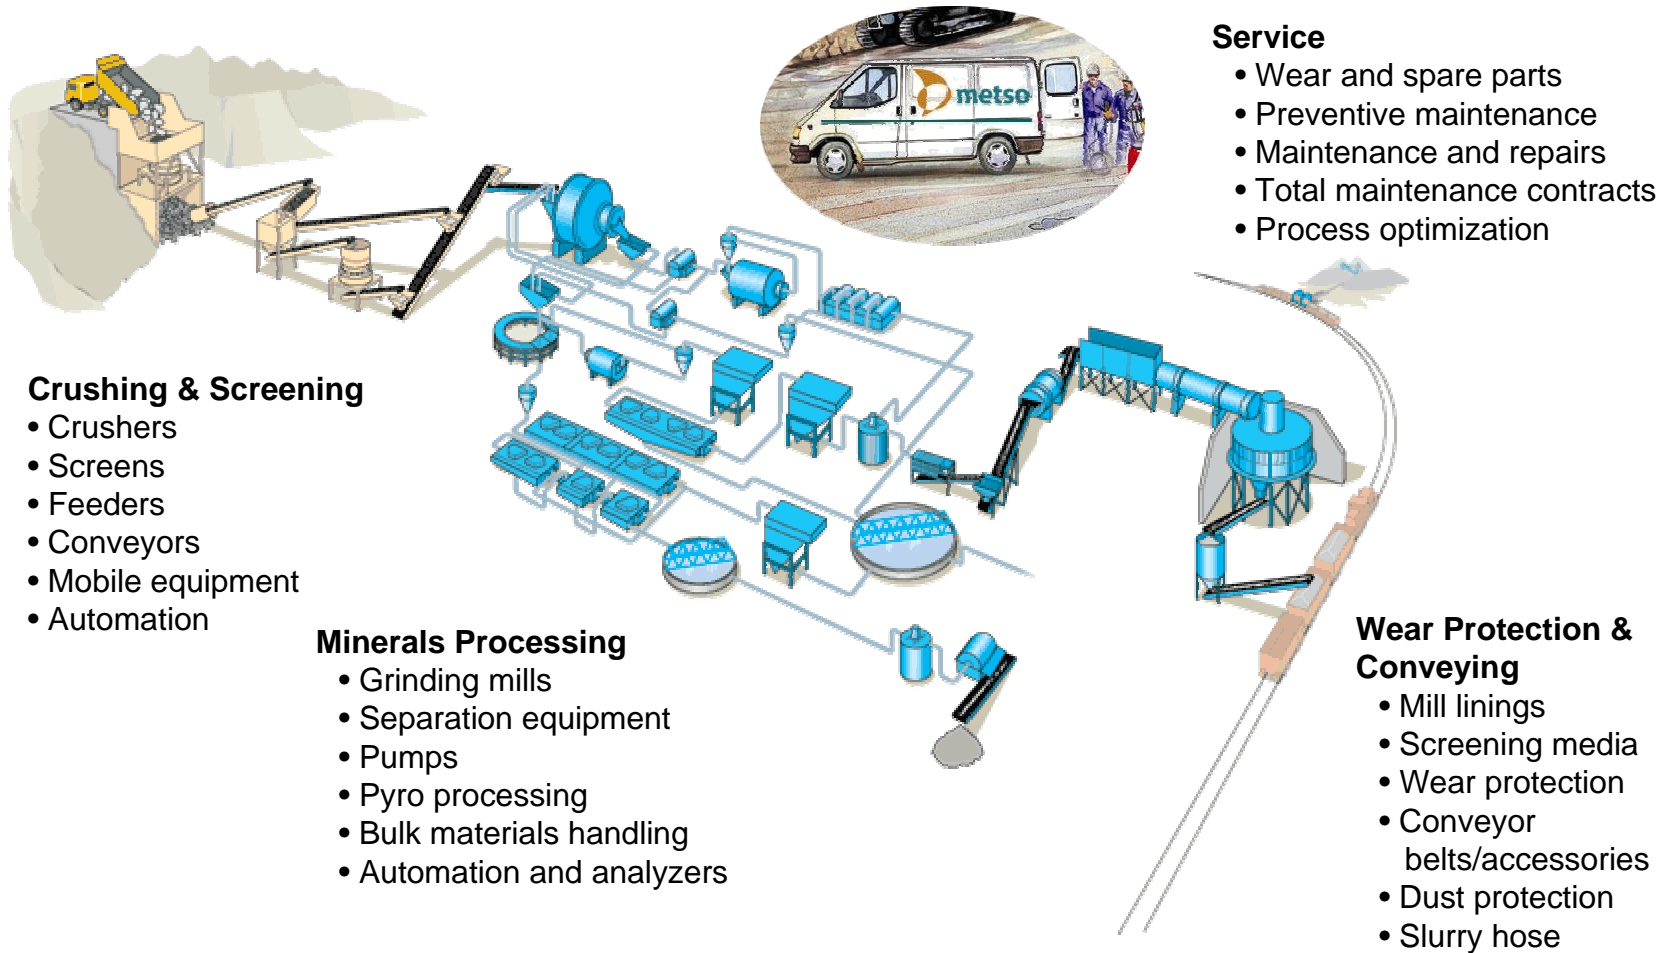 Service
• Wear and spare parts
• Preventive maintenance
• Maintenance and repairs
• Total maintenance contracts
• Process optimization
metso
Crushing & Screening
• Crushers
• Screens
• Feeders
• Conveyors
• Mobile equipment
• Automation
Minerals Processing
• Grinding mills
• Separation equipment
• Pumps
• Pyro processing
• Bulk materials handling
• Automation and analyzers
Wear Protection &
Conveying
• Mill linings
• Screening media
• Wear protection
• Conveyor
belts/accessories
• Dust protection
• Slurry hose